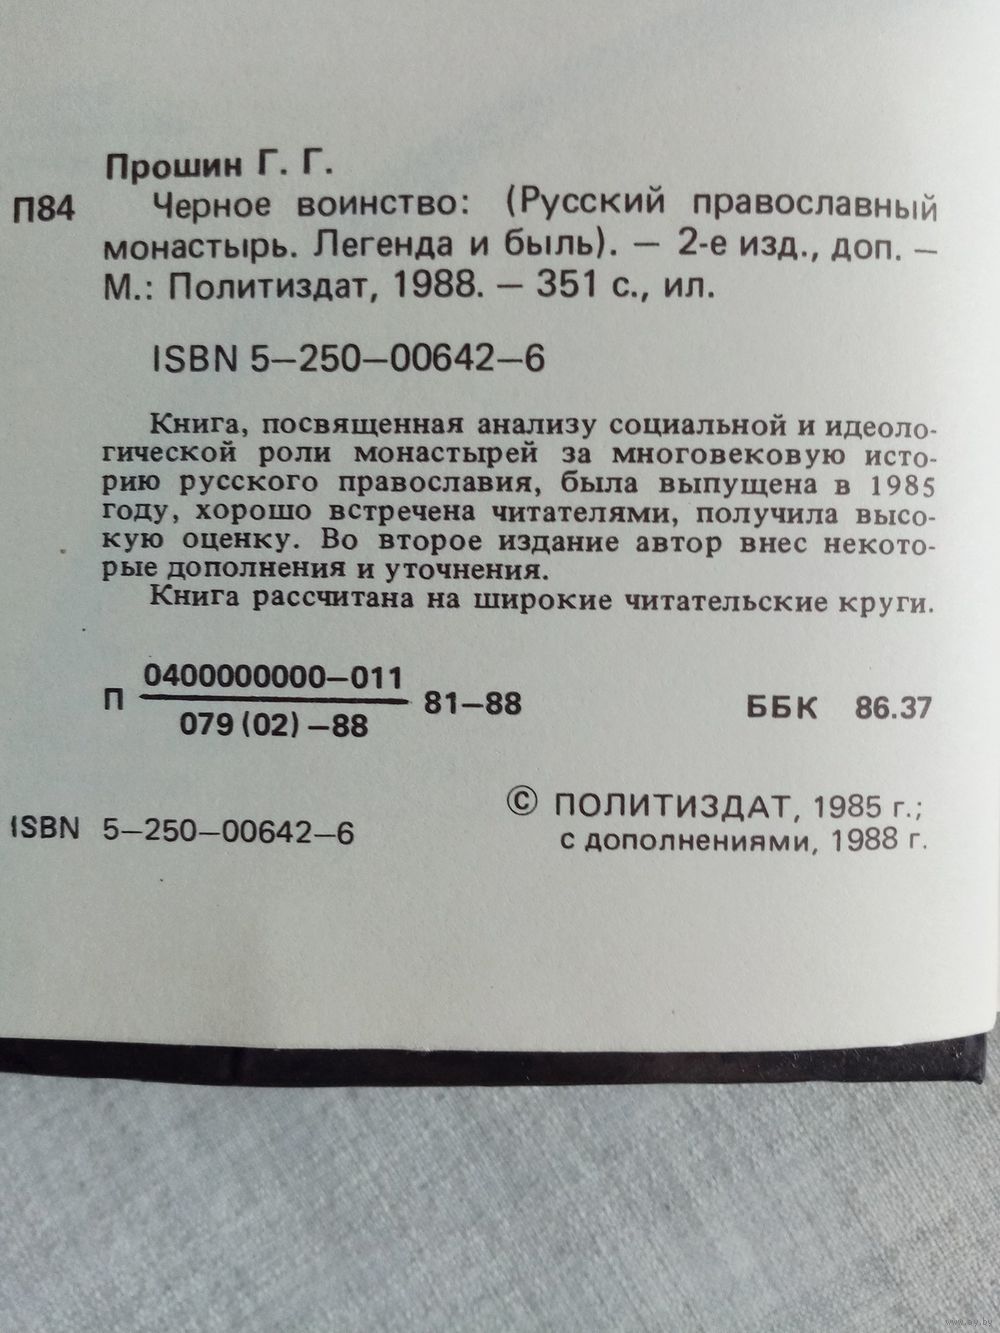 Прошин Г. Г.
П84 Черное воинство: (Русский православный
монастырь. Легенда и быль). — 2-е изд., доп. —
М.: Политиздат, 1988. — 351 с., ил.
ISBN 5—250—00642—6
Книга, посвященная анализу социальной и идеоло-
гической роли монастырей за многовековую исто-
рию русского православия, была выпущена в 1985
году, хорошо встречена читателями, получила высо-
кую оценку. Во второе издание автор внес некото-
рые дополнения и уточнения.
Книга рассчитана на широкие читательские круги.
0400000000—011
П 81—88
079 (02) —88
ББК 86.37
© ПОЛИТИЗДАТ, 1985 г.;
ISBN 5—250—00642—6
с дополнениями, 1988 г.
www.ay.by